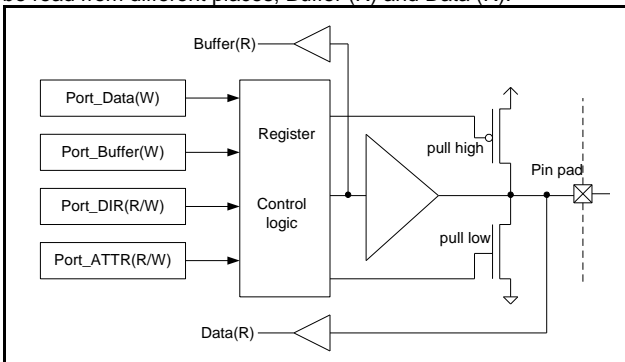 be read from different places, Buffer (R) and Data (R).
Buffer(R)
Port_Data(W)
Port_Buffer(W)
Port_DIR(R/W)
Port_ATTR(R/W)
Register
Control
logic
pull high
Pin pad
pull low
Data(R)